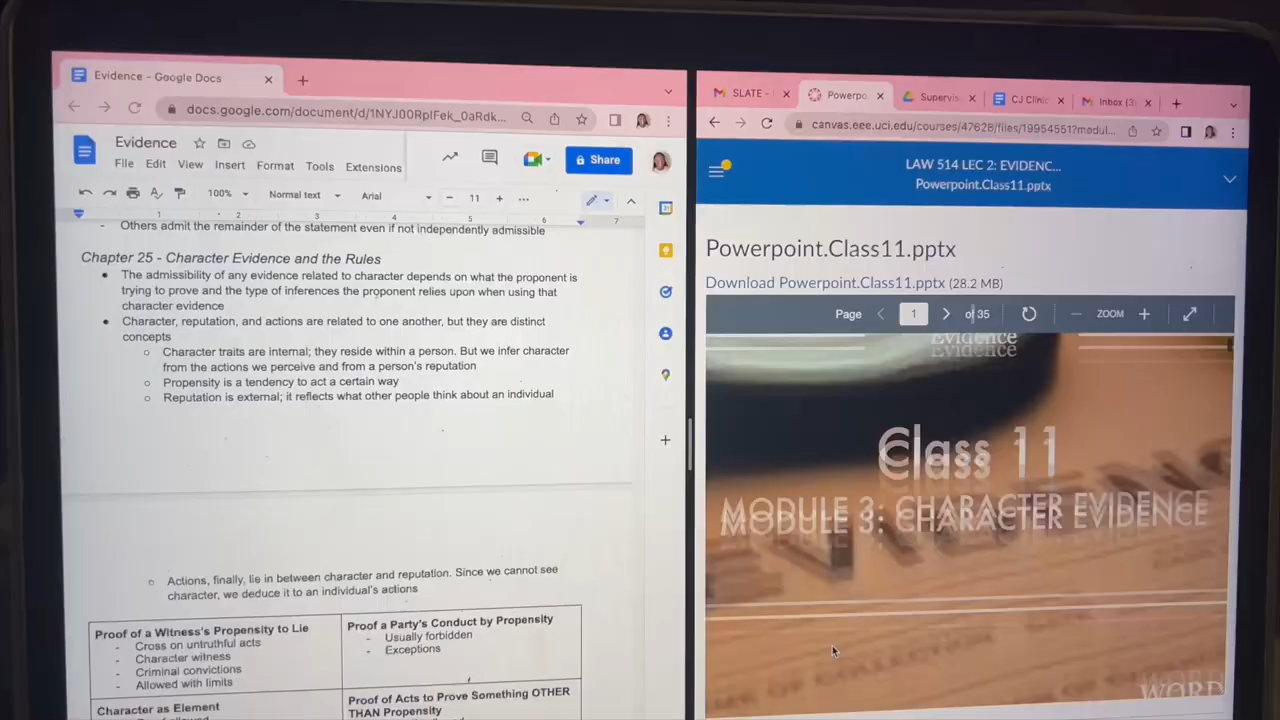 Evidence - Google Docs
docs.google.com/document/d/1NYJ00RplFek_0aRdk...
Evidence
File Edit View Insert Format Tools Extensions
Share
100% Normal text Arial 11
1 2 3 4 5 6 7
- Others admit the remainder of the statement even if not independently admissible
Chapter 25 - Character Evidence and the Rules
● The admissibility of any evidence related to character depends on what the proponent is
trying to prove and the type of inferences the proponent relies upon when using that
character evidence
● Character, reputation, and actions are related to one another, but they are distinct
concepts
○ Character traits are internal; they reside within a person. But we infer character
from the actions we perceive and from a person's reputation
○ Propensity is a tendency to act a certain way
○ Reputation is external; it reflects what other people think about an individual
○ Actions, finally, lie in between character and reputation. Since we cannot see
character, we deduce it to an individual's actions
Proof of a Witness's Propensity to Lie
- Cross on untruthful acts
- Character witness
- Criminal convictions
- Allowed with limits
Proof a Party's Conduct by Propensity
- Usually forbidden
- Exceptions
Character as Element
Proof of Acts to Prove Something OTHER
THAN Propensity
SLATE - Powerpo. Supervis CJ Clinic Inbox (3)
canvas.eee.uci.edu/courses/47628/files/19954551?modul...
LAW 514 LEC 2: EVIDENC...
Powerpoint.Class11.pptx
Powerpoint.Class11.pptx
Download Powerpoint.Class11.pptx (28.2 MB)
Page 1 of 35 ZOOM
Evidence
Class 11
MODULE 3: CHARACTER EVIDENCE
WORD